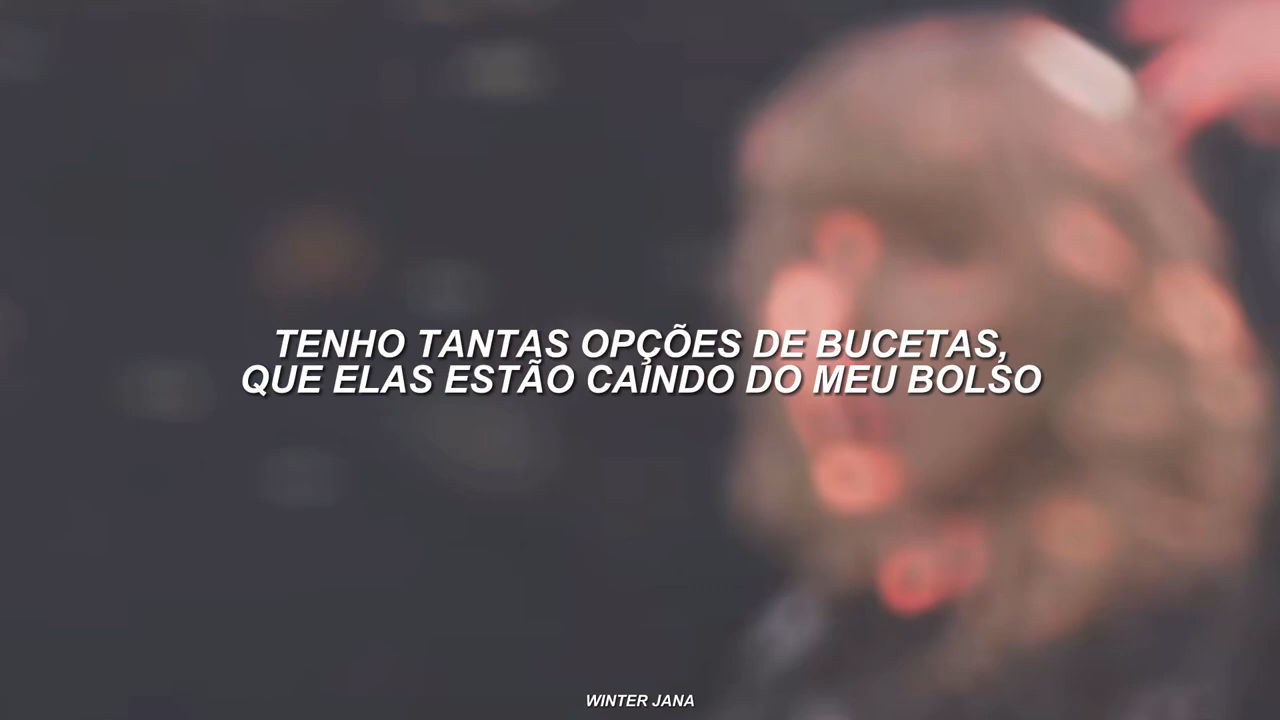 TENHO TANTAS OPÇÕES DE BUCETAS,
QUE ELAS ESTÃO CAINDO DO MEU BOLSO
WINTER JANA